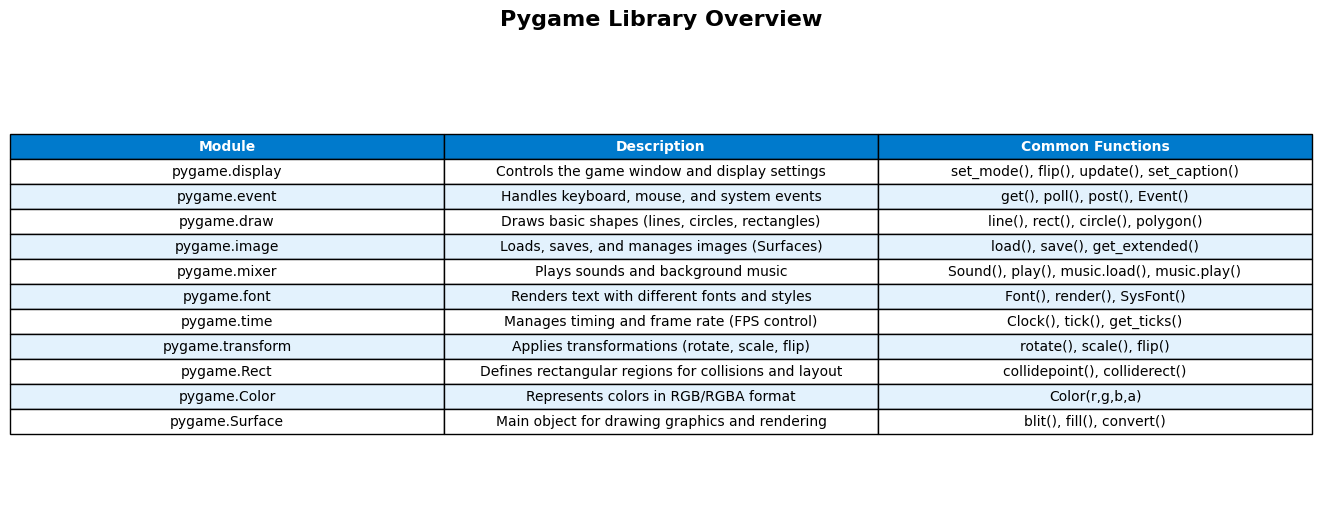 Pygame Library Overview
Module Description Common Functions
pygame.display Controls the game window and display settings set_mode(), flip(), update(), set_caption()
pygame.event Handles keyboard, mouse, and system events get(), poll(), post(), Event()
pygame.draw Draws basic shapes (lines, circles, rectangles) line(), rect(), circle(), polygon()
pygame.image Loads, saves, and manages images (Surfaces) load(), save(), get_extended()
pygame.mixer Plays sounds and background music Sound(), play(), music.load(), music.play()
pygame.font Renders text with different fonts and styles Font(), render(), SysFont()
pygame.time Manages timing and frame rate (FPS control) Clock(), tick(), get_ticks()
pygame.transform Applies transformations (rotate, scale, flip) rotate(), scale(), flip()
pygame.Rect Defines rectangular regions for collisions and layout collidepoint(), colliderect()
pygame.Color Represents colors in RGB/RGBA format Color(r,g,b,a)
pygame.Surface Main object for drawing graphics and rendering blit(), fill(), convert()